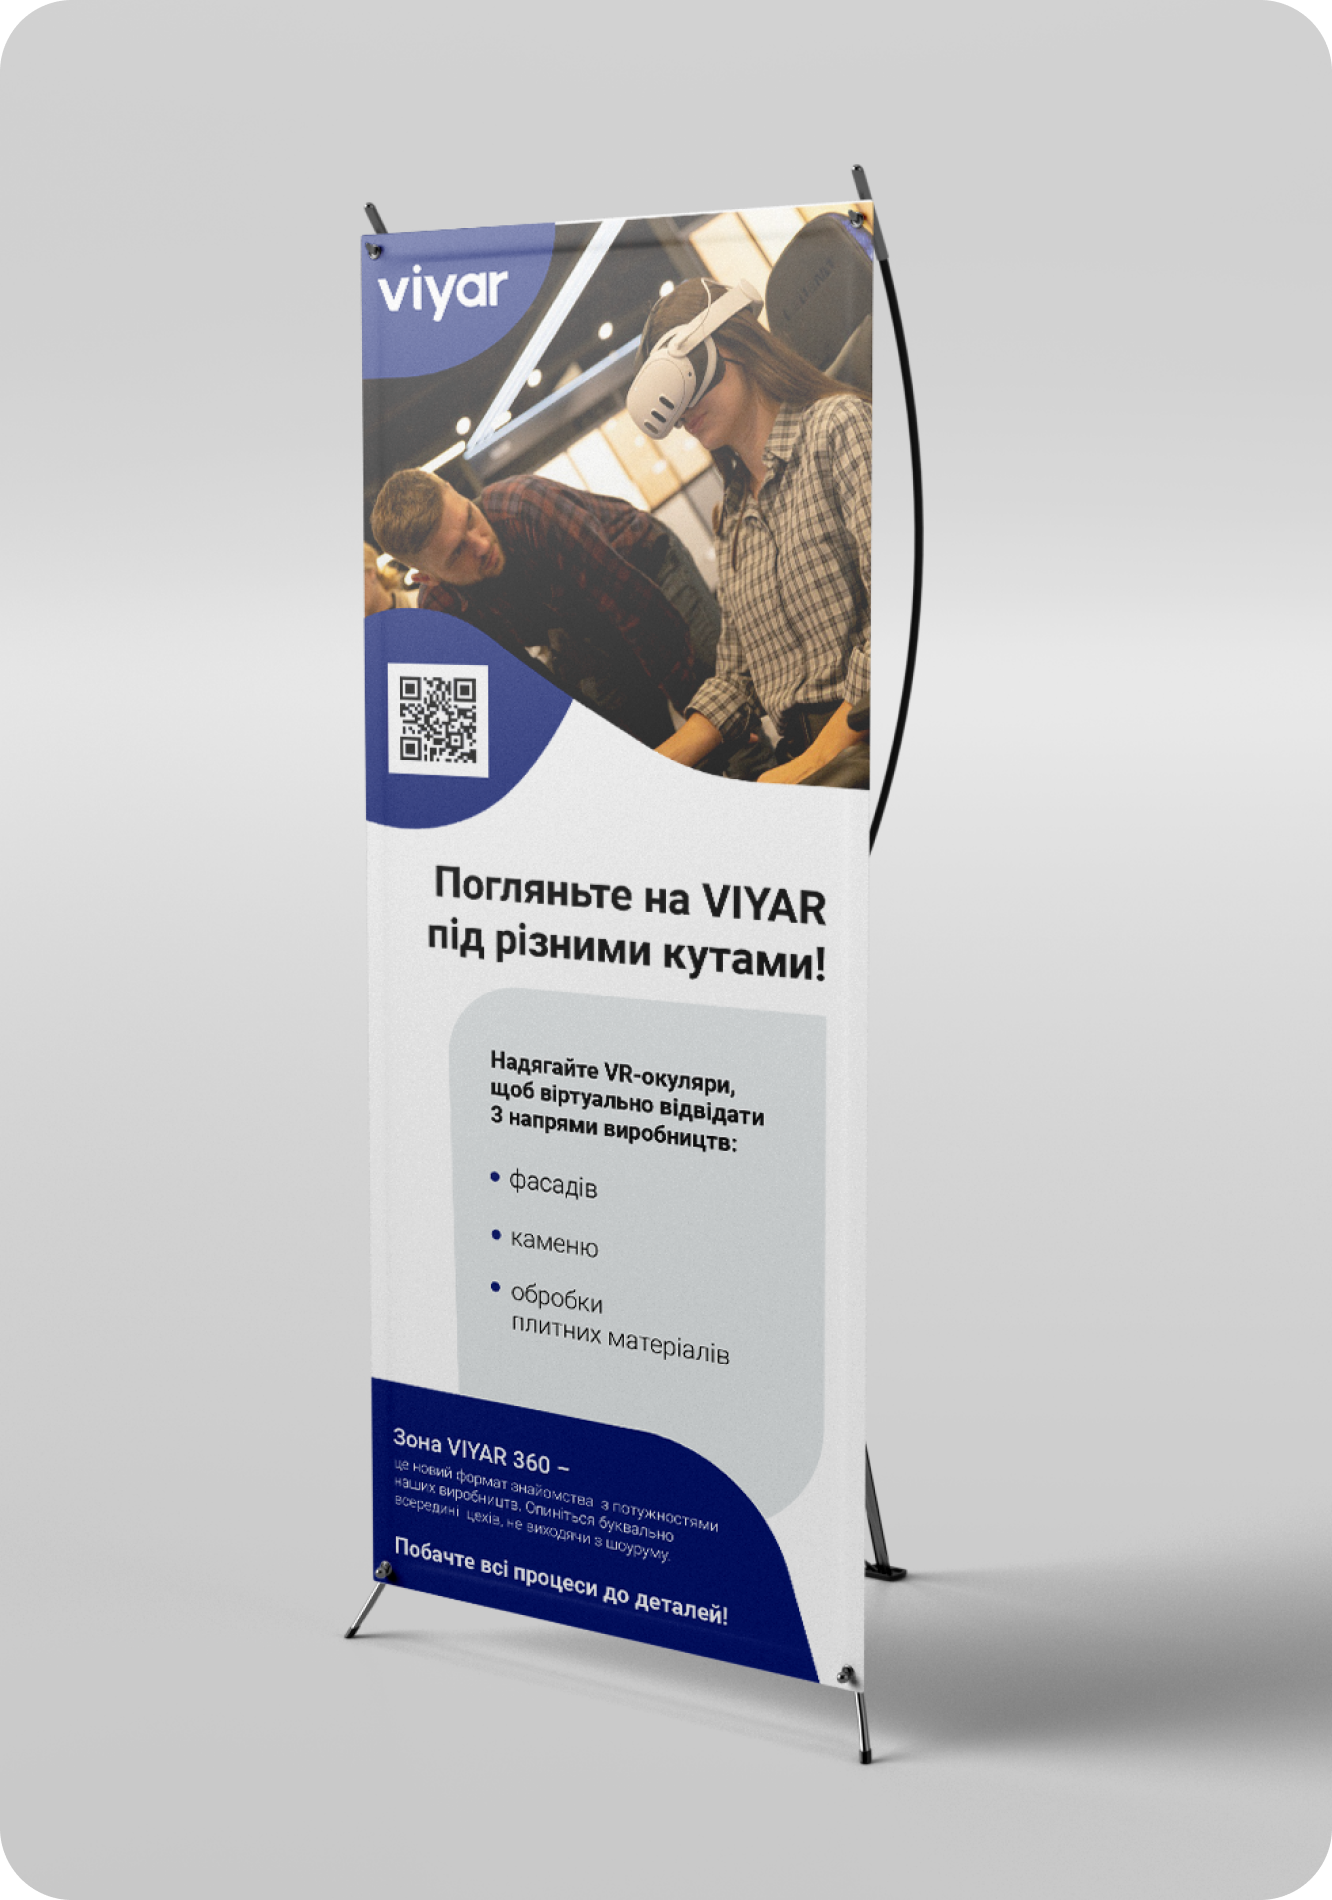 viyar
Погляньте на VIYAR
під різними кутами!
Надягайте VR-окуляри,
щоб віртуально відвідати
3 напрями виробництв:
• фасадів
• каменю
• обробки
плитних матеріалів
Зона VIYAR 360 –
це новий формат знайомства з потужностями
наших виробництв. Опиніться буквально
всередині цехів, не виходячи з шоуруму.
Побачте всі процеси до деталей!